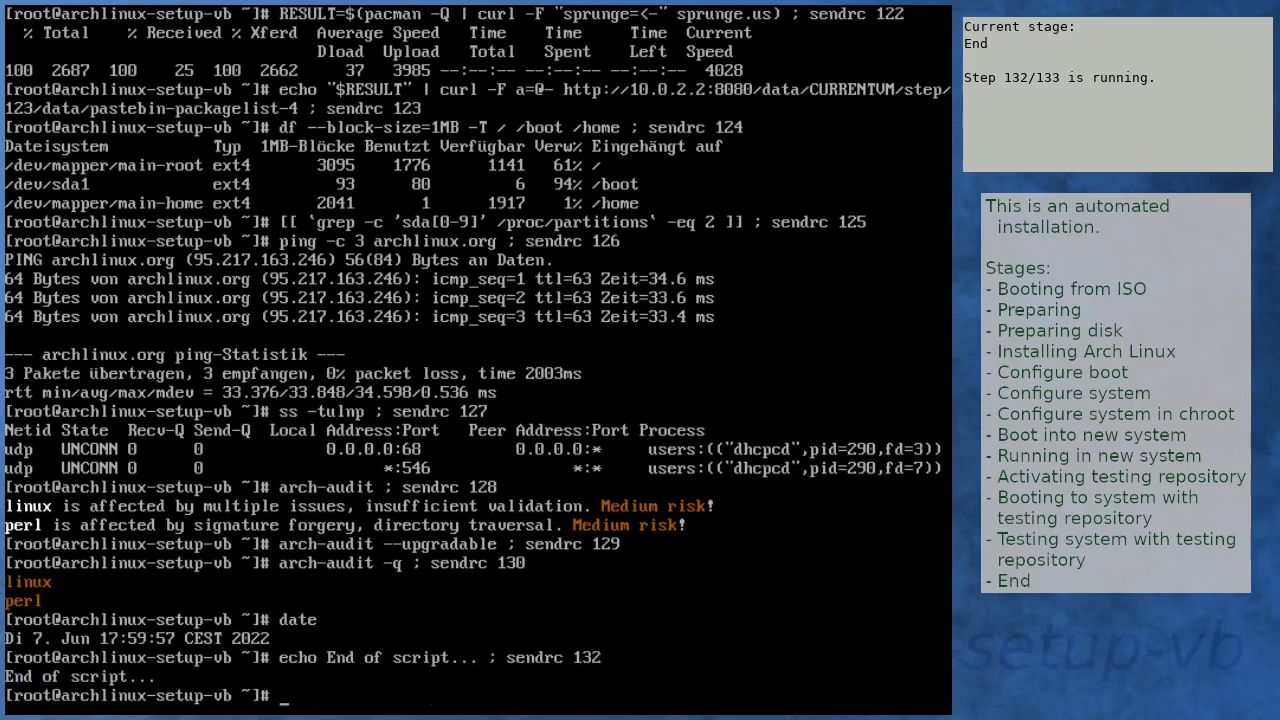 [root@archlinux-setup-vb ~]# RESULT=$(pacman -Q | curl -F "sprunge=<-" sprunge.us) ; sendrc 122
% Total % Received % Xferd Average Speed Time Time Time Current
Dload Upload Total Spent Left Speed
100 2687 100 25 100 2662 37 3985 --:--:-- --:--:-- --:--:-- 4028
[root@archlinux-setup-vb ~]# echo "$RESULT" | curl -F a=@- http://10.0.2.2:8080/data/CURRENTVM/step/
123/data/pastebin-packagelist-4 ; sendrc 123
[root@archlinux-setup-vb ~]# df --block-size=1MB -T / /boot /home ; sendrc 124
Dateisystem Typ 1MB-Blöcke Benutzt Verfügbar Verw% Eingehängt auf
/dev/mapper/main-root ext4 3095 1776 1141 61% /
/dev/sda1 ext4 93 80 6 94% /boot
/dev/mapper/main-home ext4 2041 1 1917 1% /home
[root@archlinux-setup-vb ~]# [[ `grep -c 'sda[0-9]' /proc/partitions` -eq 2 ]] ; sendrc 125
[root@archlinux-setup-vb ~]# ping -c 3 archlinux.org ; sendrc 126
PING archlinux.org (95.217.163.246) 56(84) Bytes an Daten.
64 Bytes von archlinux.org (95.217.163.246): icmp_seq=1 ttl=63 Zeit=34.6 ms
64 Bytes von archlinux.org (95.217.163.246): icmp_seq=2 ttl=63 Zeit=33.6 ms
64 Bytes von archlinux.org (95.217.163.246): icmp_seq=3 ttl=63 Zeit=33.4 ms
--- archlinux.org ping-Statistik ---
3 Pakete übertragen, 3 empfangen, 0% packet loss, time 2003ms
rtt min/avg/max/mdev = 33.376/33.848/34.598/0.536 ms
[root@archlinux-setup-vb ~]# ss -tulnp ; sendrc 127
Netid State Recv-Q Send-Q Local Address:Port Peer Address:Port Process
udp UNCONN 0 0 0.0.0.0:68 0.0.0.0:* users:(("dhcpcd",pid=290,fd=3))
udp UNCONN 0 0 *:546 *:* users:(("dhcpcd",pid=290,fd=7))
[root@archlinux-setup-vb ~]# arch-audit ; sendrc 128
linux is affected by multiple issues, insufficient validation. Medium risk!
perl is affected by signature forgery, directory traversal. Medium risk!
[root@archlinux-setup-vb ~]# arch-audit --upgradable ; sendrc 129
[root@archlinux-setup-vb ~]# arch-audit -q ; sendrc 130
linux
perl
[root@archlinux-setup-vb ~]# date
Di 7. Jun 17:59:57 CEST 2022
[root@archlinux-setup-vb ~]# echo End of script... ; sendrc 132
End of script...
[root@archlinux-setup-vb ~]# _
Current stage:
End
Step 132/133 is running.
This is an automated
installation.
Stages:
- Booting from ISO
- Preparing
- Preparing disk
- Installing Arch Linux
- Configure boot
- Configure system
- Configure system in chroot
- Boot into new system
- Running in new system
- Activating testing repository
- Booting to system with
testing repository
- Testing system with testing
repository
- End
setup-vb